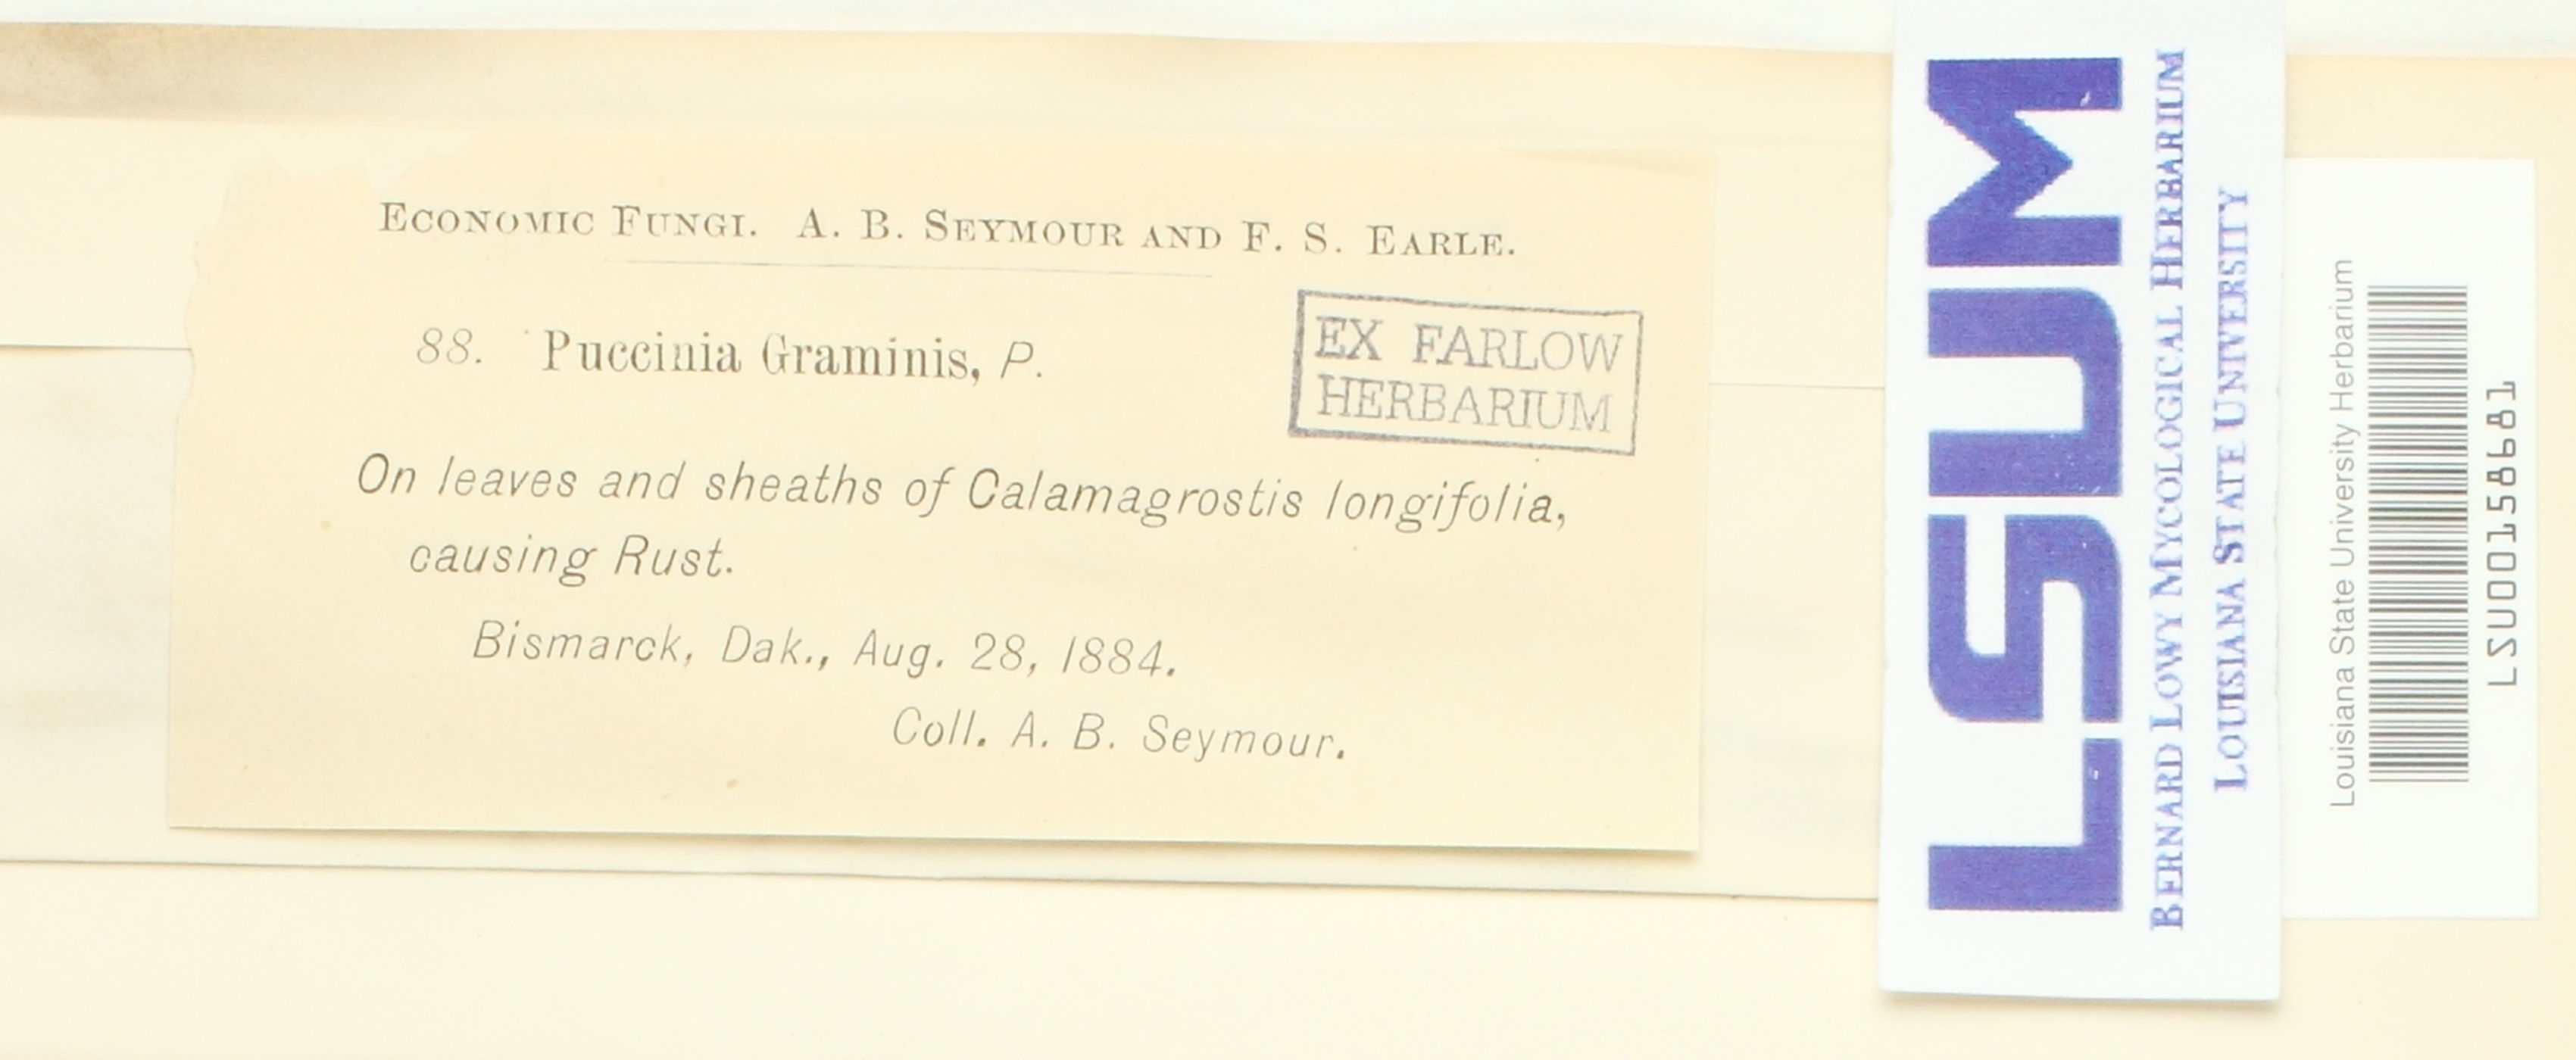 ECONOMIC FUNGI. A. B. SEYMOUR AND F. S. EARLE.
88. Puccinia Graminis, P.
EX FARLOW
HERBARIUM
On leaves and sheaths of Calamagrostis longifolia,
causing Rust.
Bismarck, Dak., Aug. 28, 1884.
Coll. A. B. Seymour.
LSUM
BERNARD LOWY MYCOLOGICAL HERBARIUM
LOUISIANA STATE UNIVERSITY
Louisiana State University Herbarium
LSU00158681